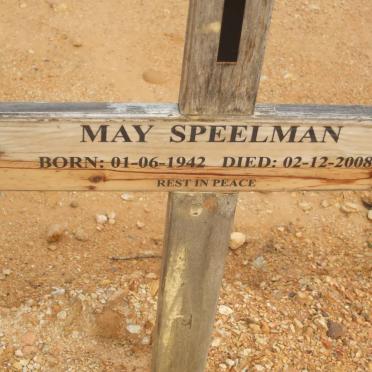 MAY SPEELMAN
BORN: 01-06-1942 DIED: 02-12-2008
REST IN PEACE